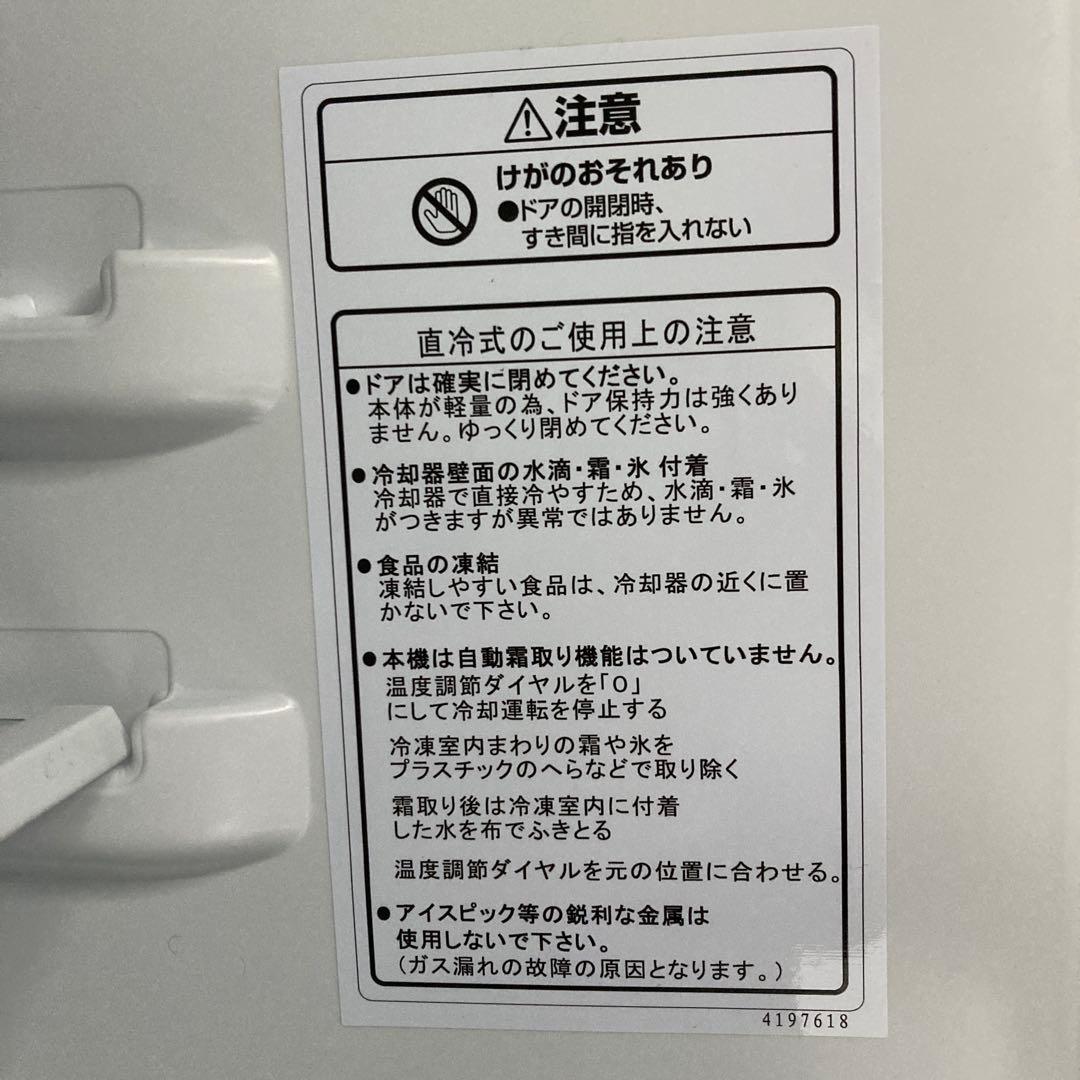 ⚠注意
けがのおそれあり
●ドアの開閉時、
すき間に指を入れない
直冷式のご使用上の注意
●ドアは確実に閉めてください。
本体が軽量の為、ドア保持力は強くあり
ません。ゆっくり閉めてください。
●冷却器壁面の水滴・霜・氷 付着
冷却器で直接冷やすため、水滴・霜・氷
がつきますが異常ではありません。
●食品の凍結
凍結しやすい食品は、冷却器の近くに置
かないで下さい。
●本機は自動霜取り機能はついていません。
温度調節ダイヤルを「0」
にして冷却運転を停止する
冷凍室内まわりの霜や氷を
プラスチックのへらなどで取り除く
霜取り後は冷凍室内に付着
した水を布でふきとる
温度調節ダイヤルを元の位置に合わせる。
●アイスピック等の鋭利な金属は
使用しないで下さい。
(ガス漏れの故障の原因となります。)
4197618